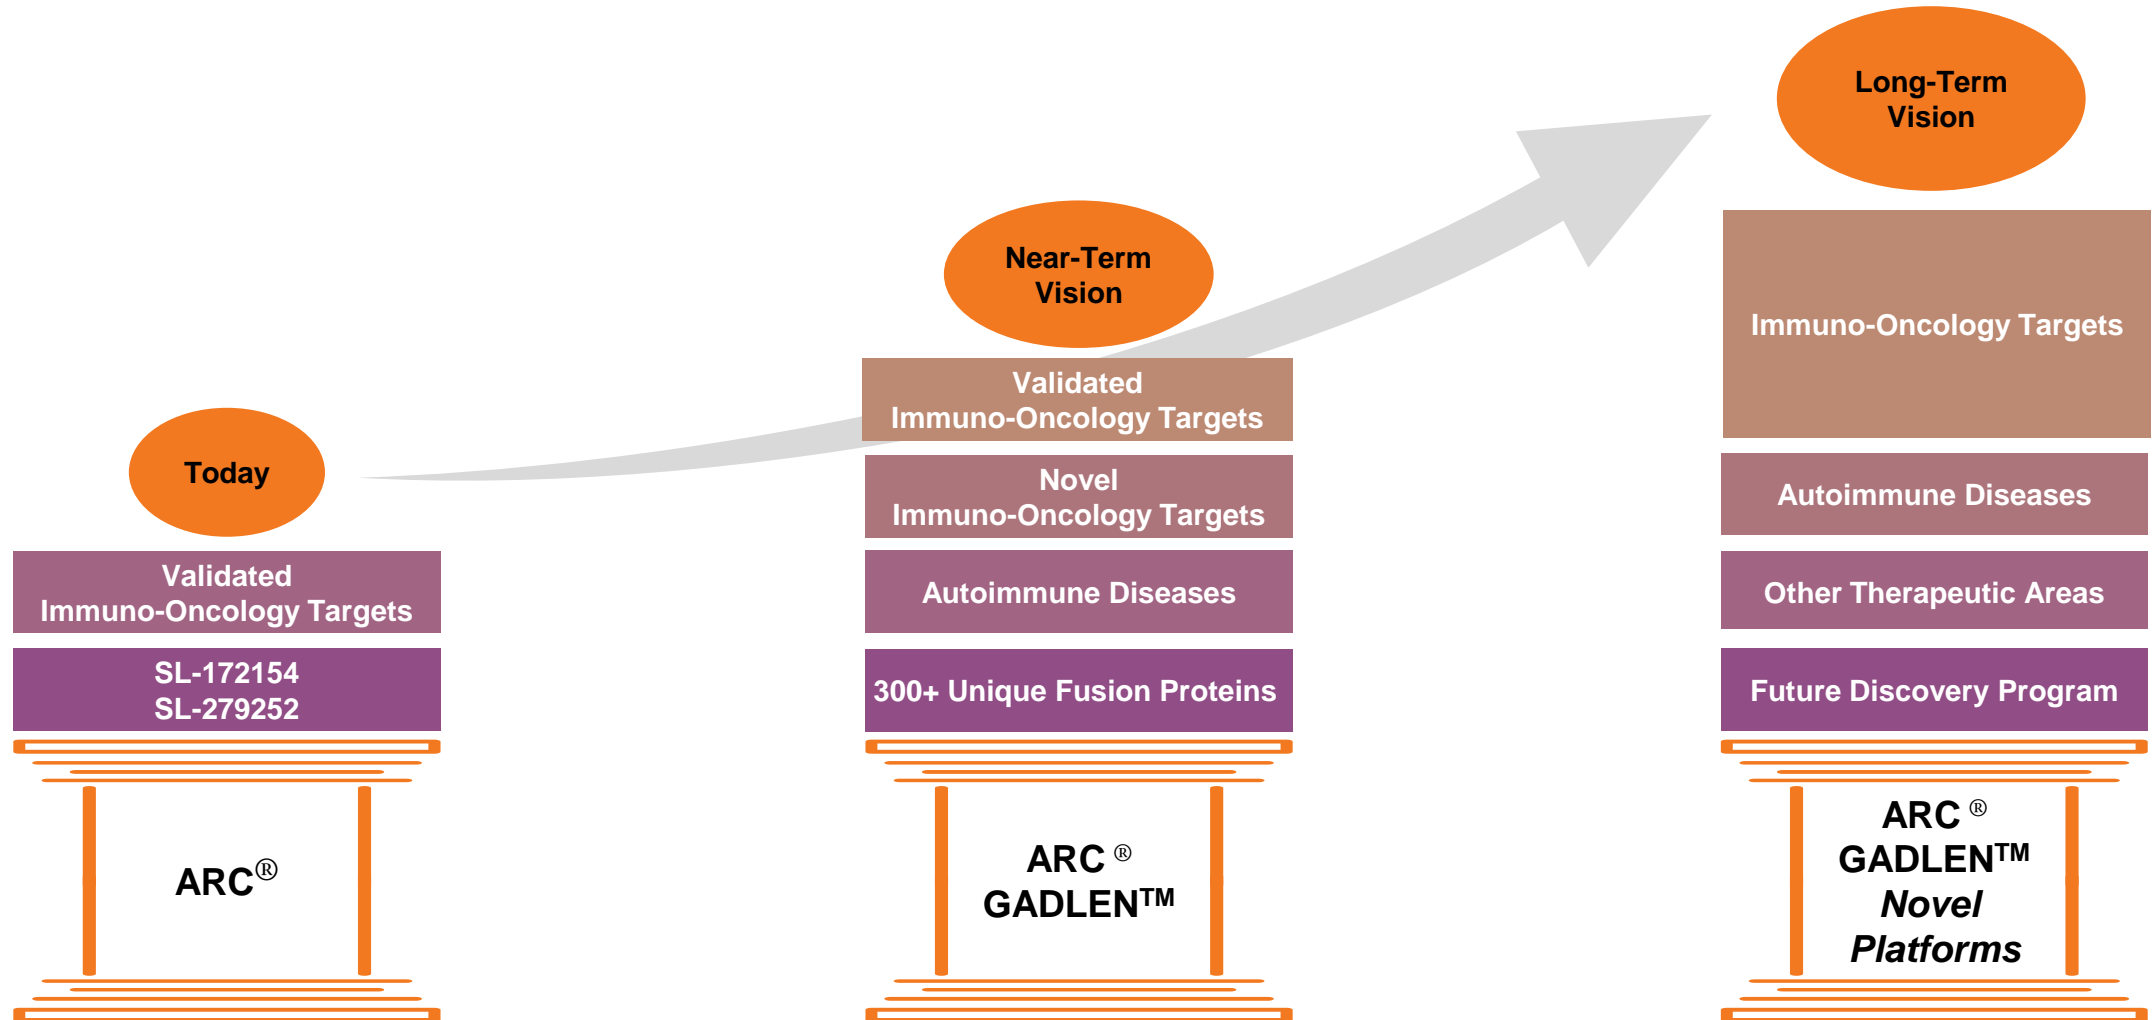 Today
Validated
Immuno-Oncology Targets
SL-172154
SL-279252
ARC®
Near-Term
Vision
Validated
Immuno-Oncology Targets
Novel
Immuno-Oncology Targets
Autoimmune Diseases
300+ Unique Fusion Proteins
ARC ®
GADLEN™
Long-Term
Vision
Immuno-Oncology Targets
Autoimmune Diseases
Other Therapeutic Areas
Future Discovery Program
ARC ®
GADLEN™
Novel
Platforms